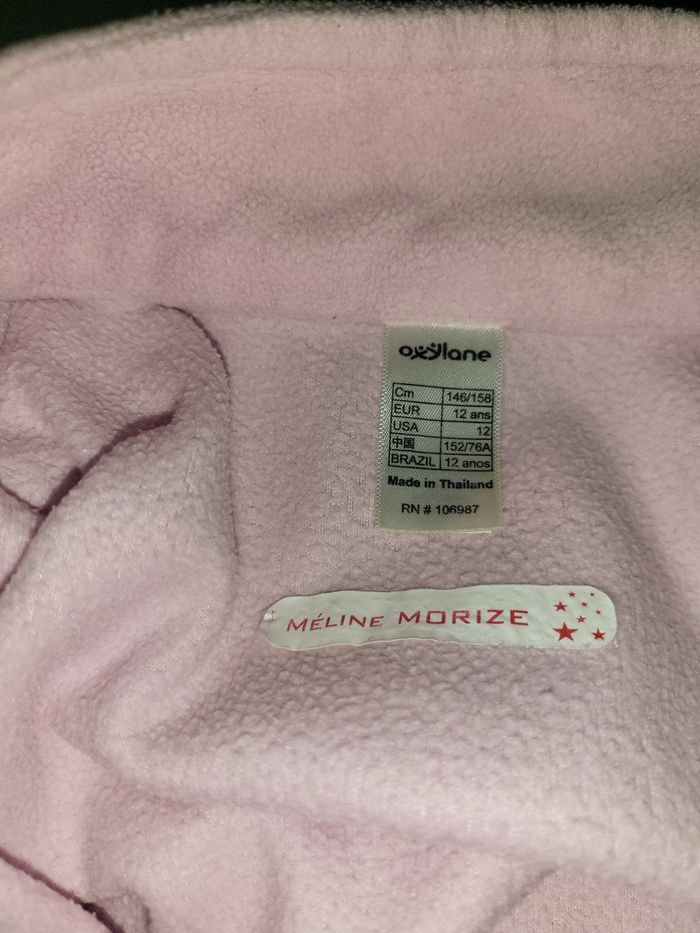 oxylane
Cm 146/158
EUR 12 ans
USA 12
中国 152/76A
BRAZIL 12 anos
Made in Thailand
RN # 106987
MÉLINE MORIZE